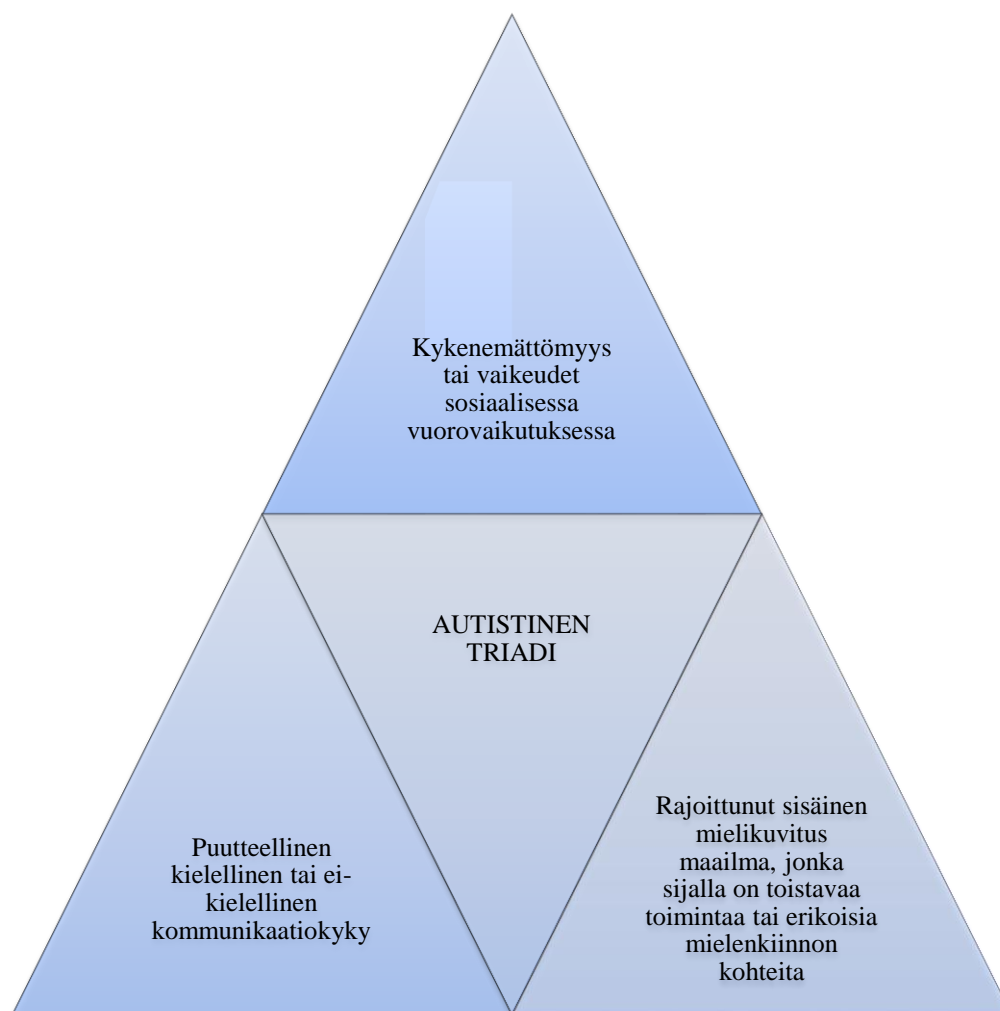 Kykenemättömyys
tai vaikeudet
sosiaalisessa
vuorovaikutuksessa
AUTISTINEN
TRIADI
Puutteellinen
kielellinen tai ei-
kielellinen
kommunikaatiokyky
Rajoittunut sisäinen
mielikuvitus
maailma, jonka
sijalla on toistavaa
toimintaa tai erikoisia
mielenkiinnon
kohteita